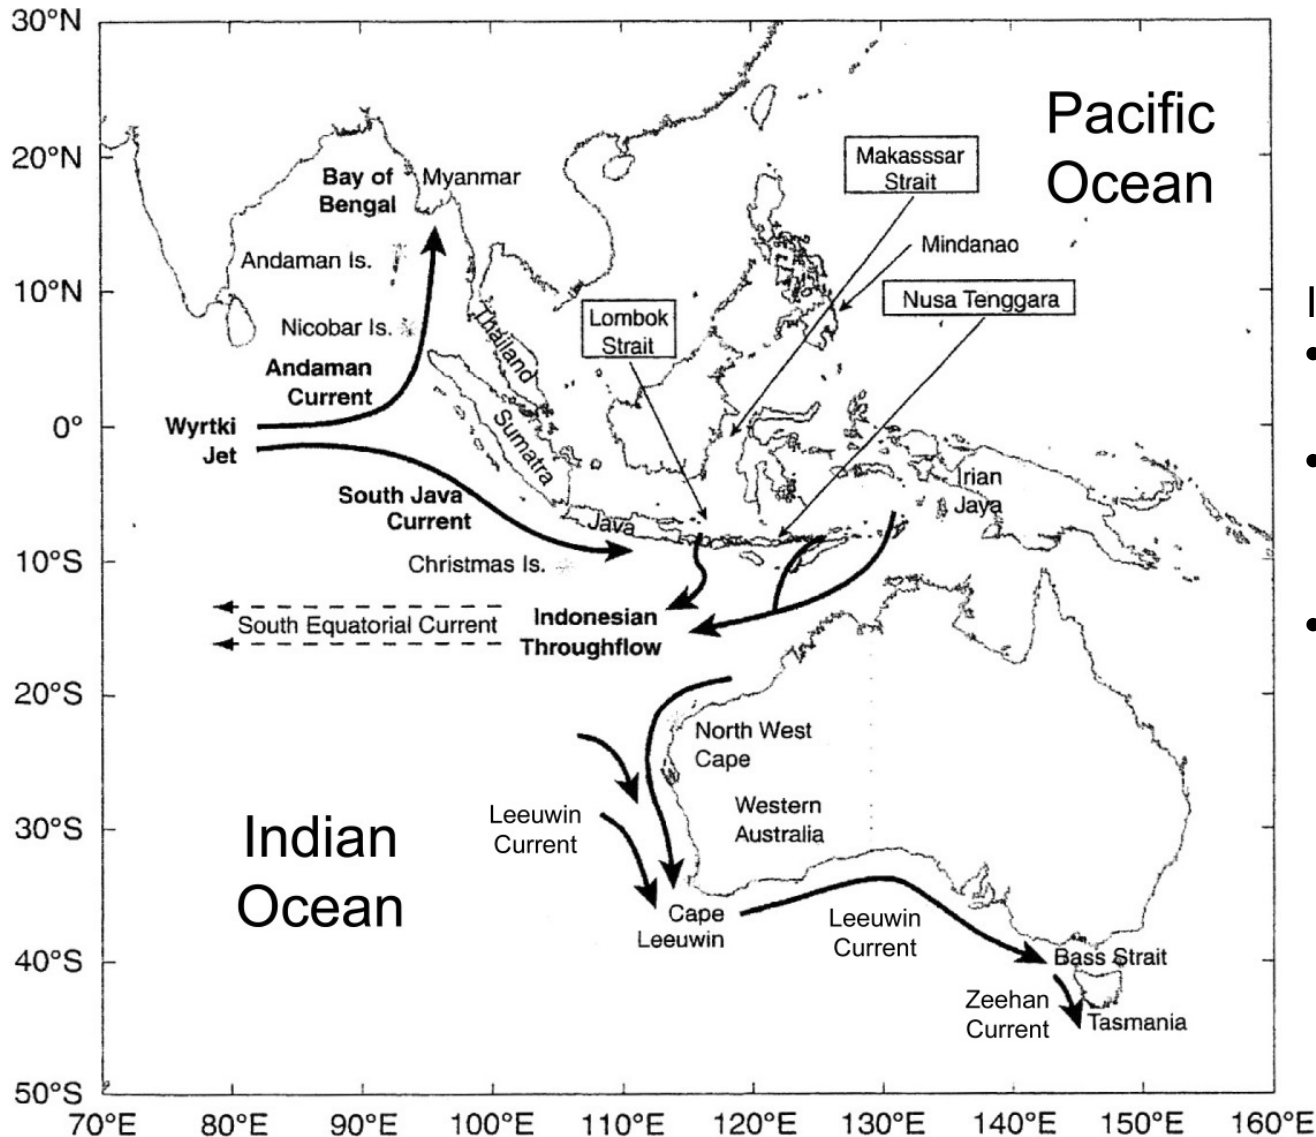 30°N
20°N
10°N
0°
10°S
20°S
30°S
40°S
50°S
70°E
80°E
90°E
100°E
110°E
120°E
130°E
140°E
150°E
160°E
Pacific
Ocean
Makasssar
Strait
Bay of
Bengal
Myanmar
Mindanao
Andaman Is.
Nusa Tenggara
Lombok
Strait
Nicobar Is.
Thailand
Andaman
Current
Wyrtki
Jet
Sumatra
South Java
Current
Irian
Jaya
Java
Christmas Is.
Indonesian
Throughflow
South Equatorial Current
North West
Cape
Western
Australia
Leeuwin
Current
Indian
Ocean
Cape
Leeuwin
Leeuwin
Current
Bass Strait
Zeehan
Current
Tasmania
I
•
•
•